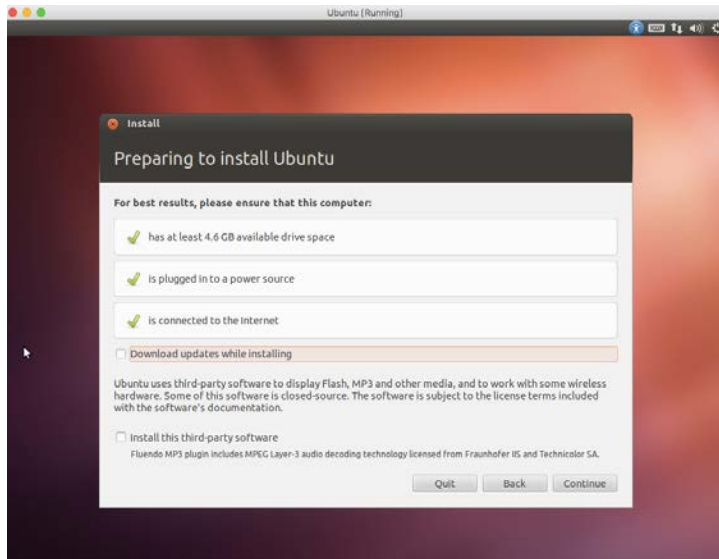 Ubuntu [Running]
Install
Preparing to install Ubuntu
For best results, please ensure that this computer:
has at least 4.6 GB available drive space
is plugged in to a power source
is connected to the Internet
Download updates while installing
Ubuntu uses third-party software to display Flash, MP3 and other media, and to work with some wireless
hardware. Some of this software is closed-source. The software is subject to the license terms included
with the software's documentation.
Install this third-party software
Fluendo MP3 plugin includes MPEG Layer-3 audio decoding technology licensed from Fraunhofer IIS and Technicolor SA.
Quit Back Continue